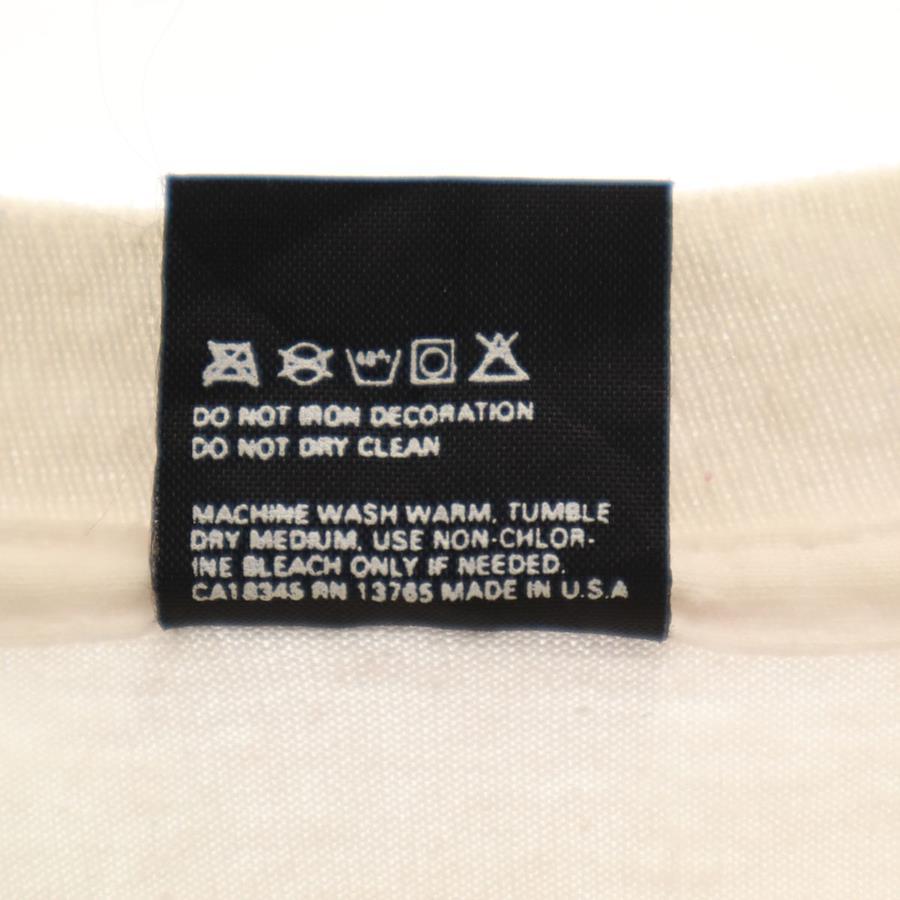 DO NOT IRON DECORATION
DO NOT DRY CLEAN
MACHINE WASH WARM, TUMBLE
DRY MEDIUM. USE NON-CHLOR-
INE BLEACH ONLY IF NEEDED.
CA18345 RN 13765 MADE IN U.S.A